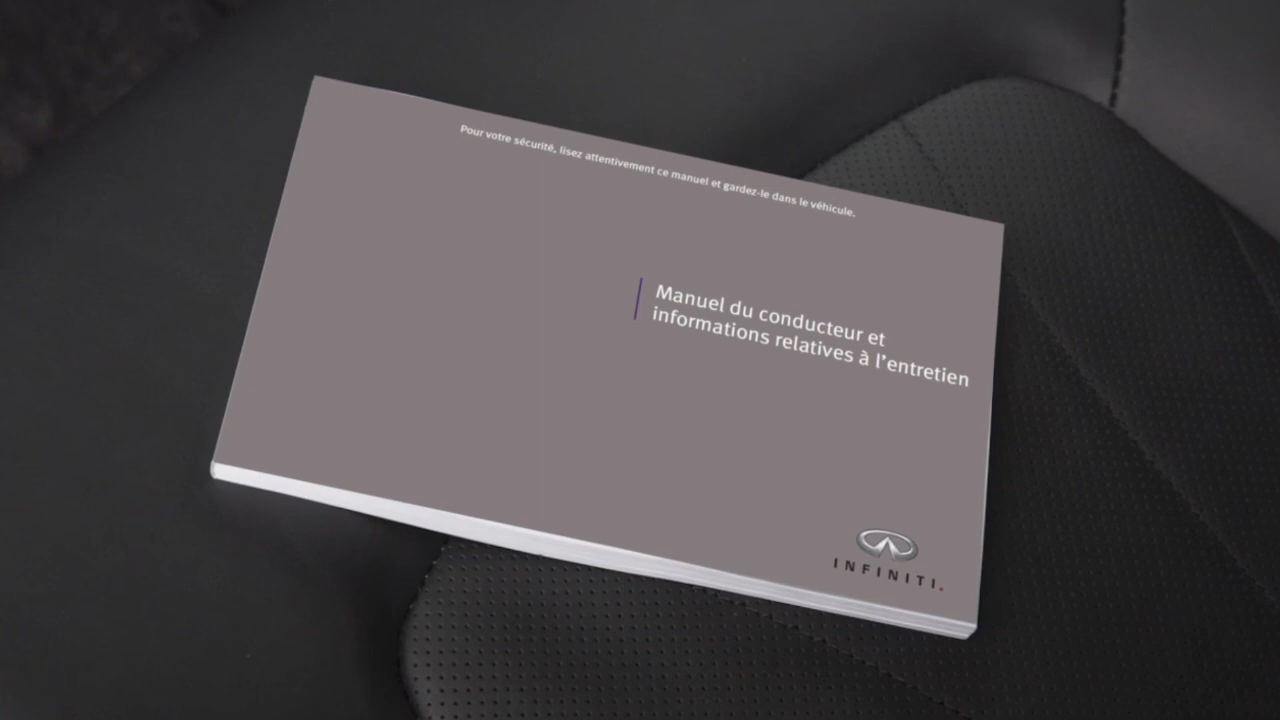 Pour votre sécurité, lisez attentivement ce manuel et gardez-le dans le véhicule.
Manuel du conducteur et
informations relatives à l'entretien
INFINITI.